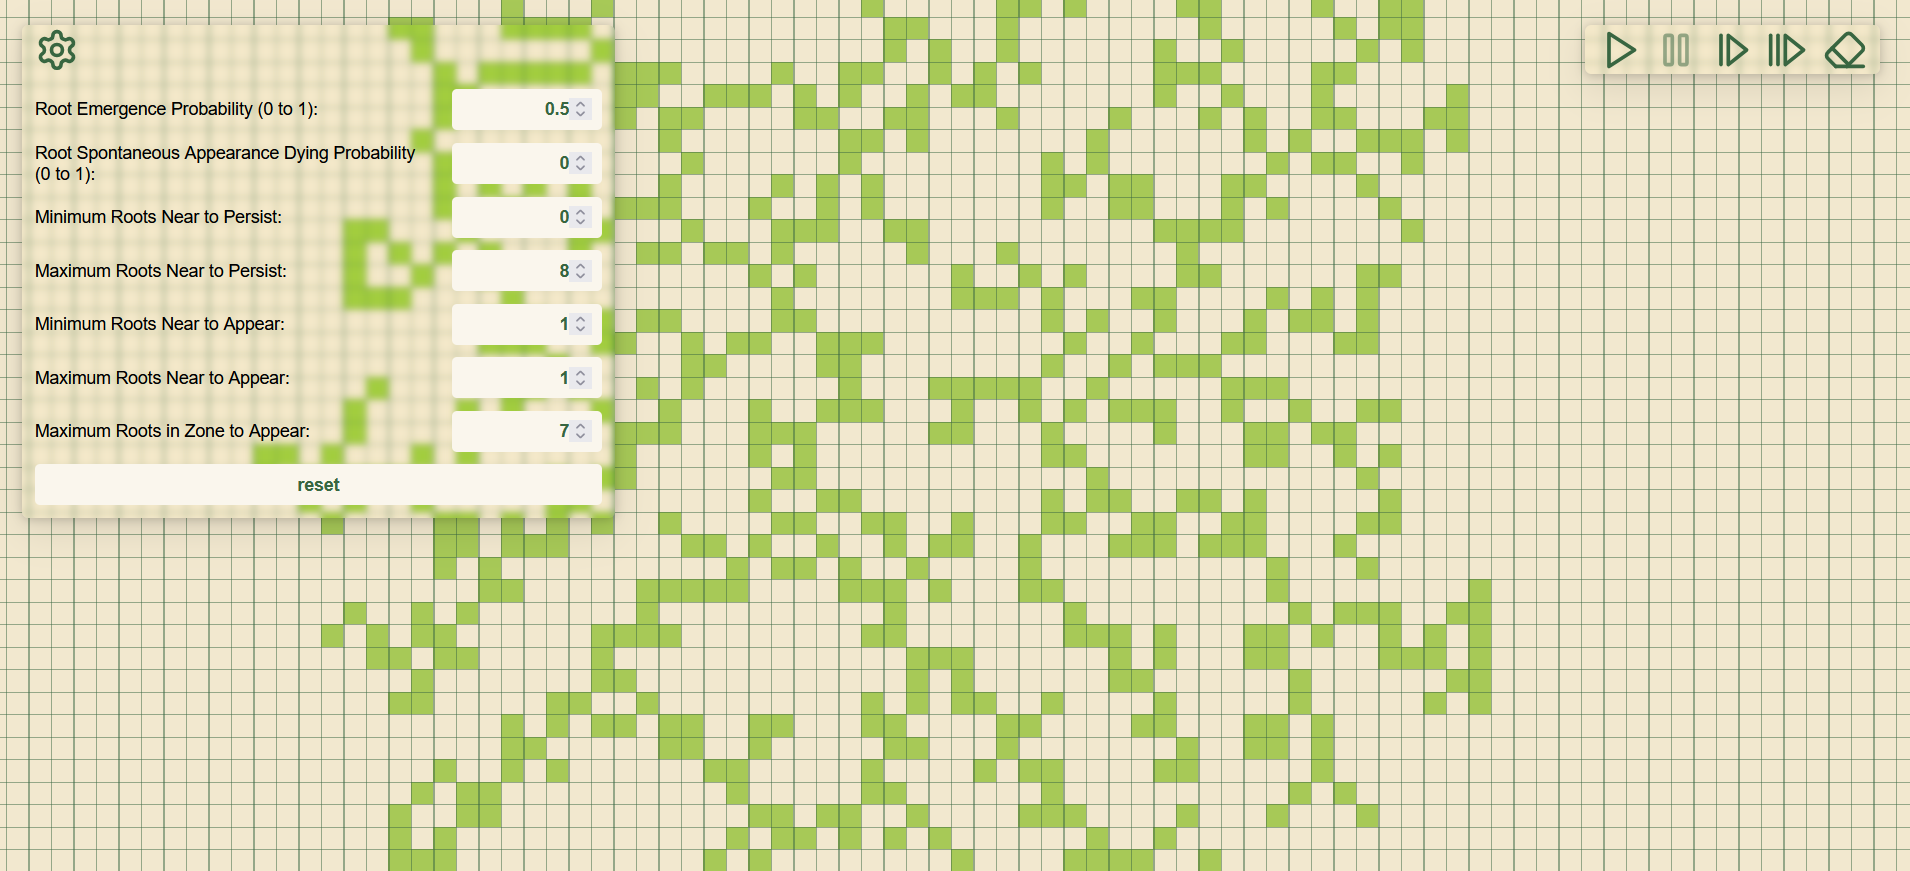 Root Emergence Probability (0 to 1): 0.5
Root Spontaneous Appearance Dying Probability
(0 to 1): 0
Minimum Roots Near to Persist: 0
Maximum Roots Near to Persist: 8
Minimum Roots Near to Appear: 1
Maximum Roots Near to Appear: 1
Maximum Roots in Zone to Appear: 7
reset